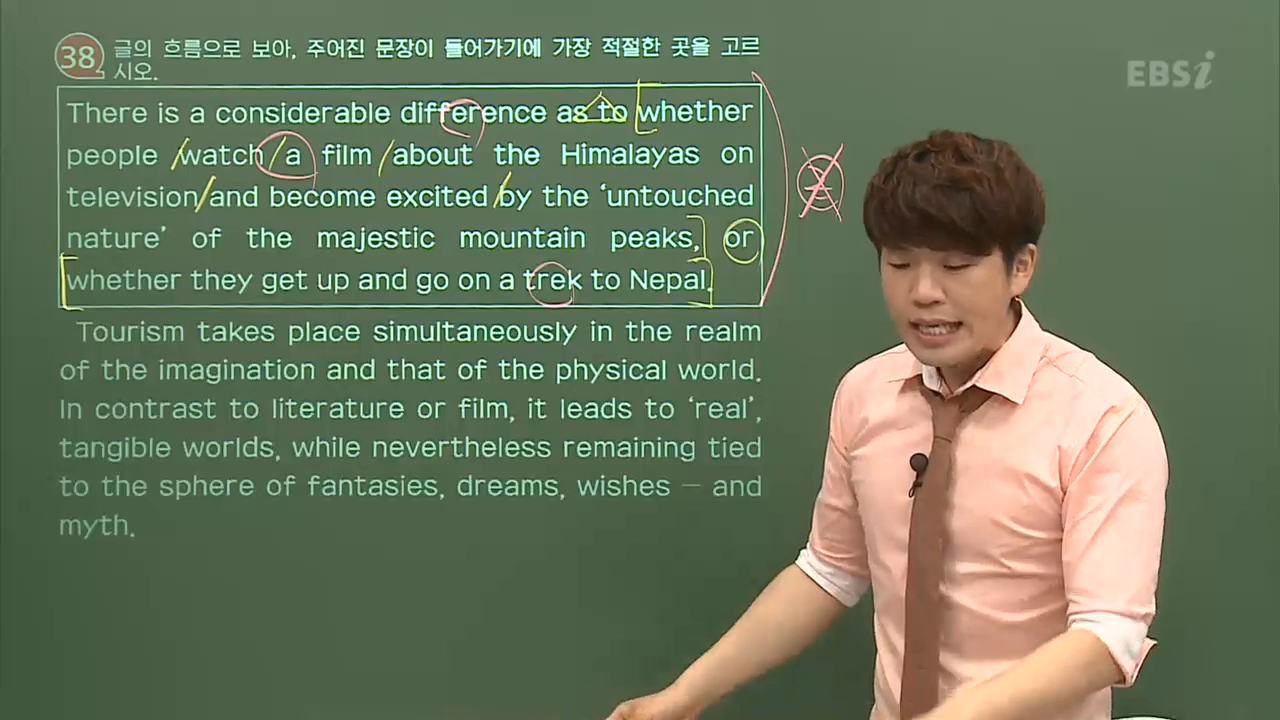 38 글의 흐름으로 보아, 주어진 문장이 들어가기에 가장 적절한 곳을 고르
시오.
EBSi
There is a considerable difference as to whether
people watch a film about the Himalayas on
television and become excited by the ‘untouched
nature’ of the majestic mountain peaks, or
whether they get up and go on a trek to Nepal.
Tourism takes place simultaneously in the realm
of the imagination and that of the physical world.
In contrast to literature or film, it leads to ‘real’,
tangible worlds, while nevertheless remaining tied
to the sphere of fantasies, dreams, wishes – and
myth.